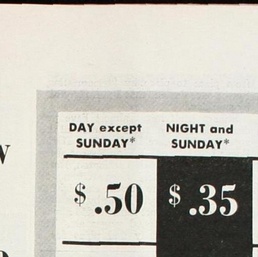 DAY except NIGHT and
SUNDAY* SUNDAY*
$.50 $.35